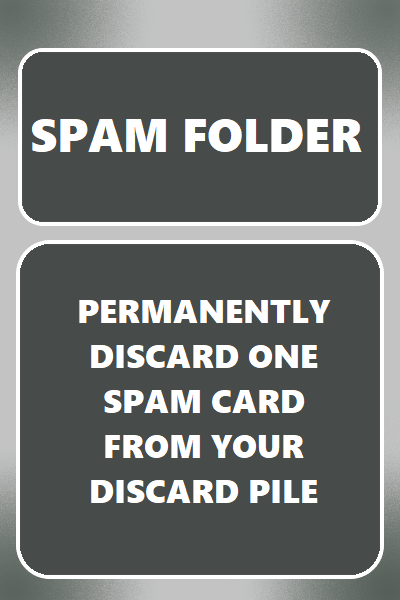 SPAM FOLDER
PERMANENTLY
DISCARD ONE
SPAM CARD
FROM YOUR
DISCARD PILE